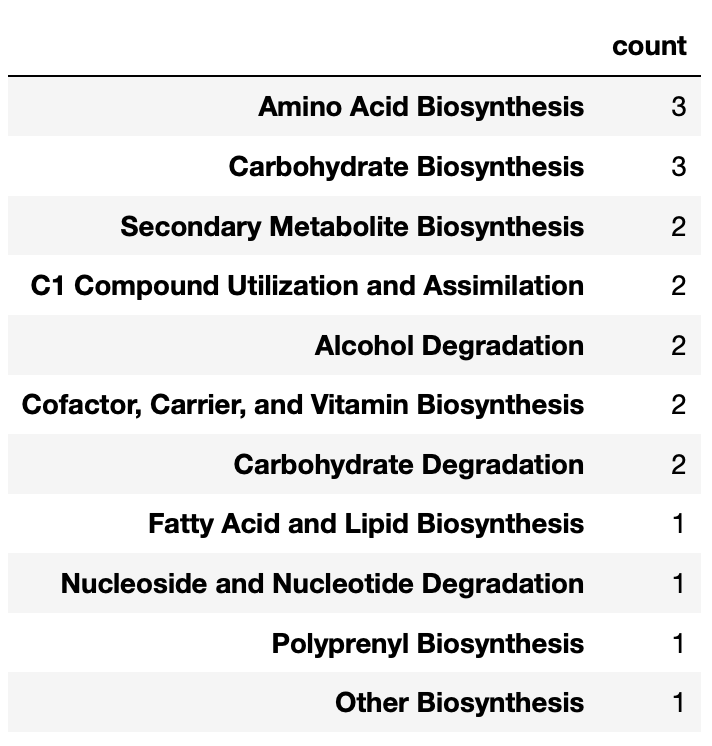 count
Amino Acid Biosynthesis 3
Carbohydrate Biosynthesis 3
Secondary Metabolite Biosynthesis 2
C1 Compound Utilization and Assimilation 2
Alcohol Degradation 2
Cofactor, Carrier, and Vitamin Biosynthesis 2
Carbohydrate Degradation 2
Fatty Acid and Lipid Biosynthesis 1
Nucleoside and Nucleotide Degradation 1
Polyprenyl Biosynthesis 1
Other Biosynthesis 1